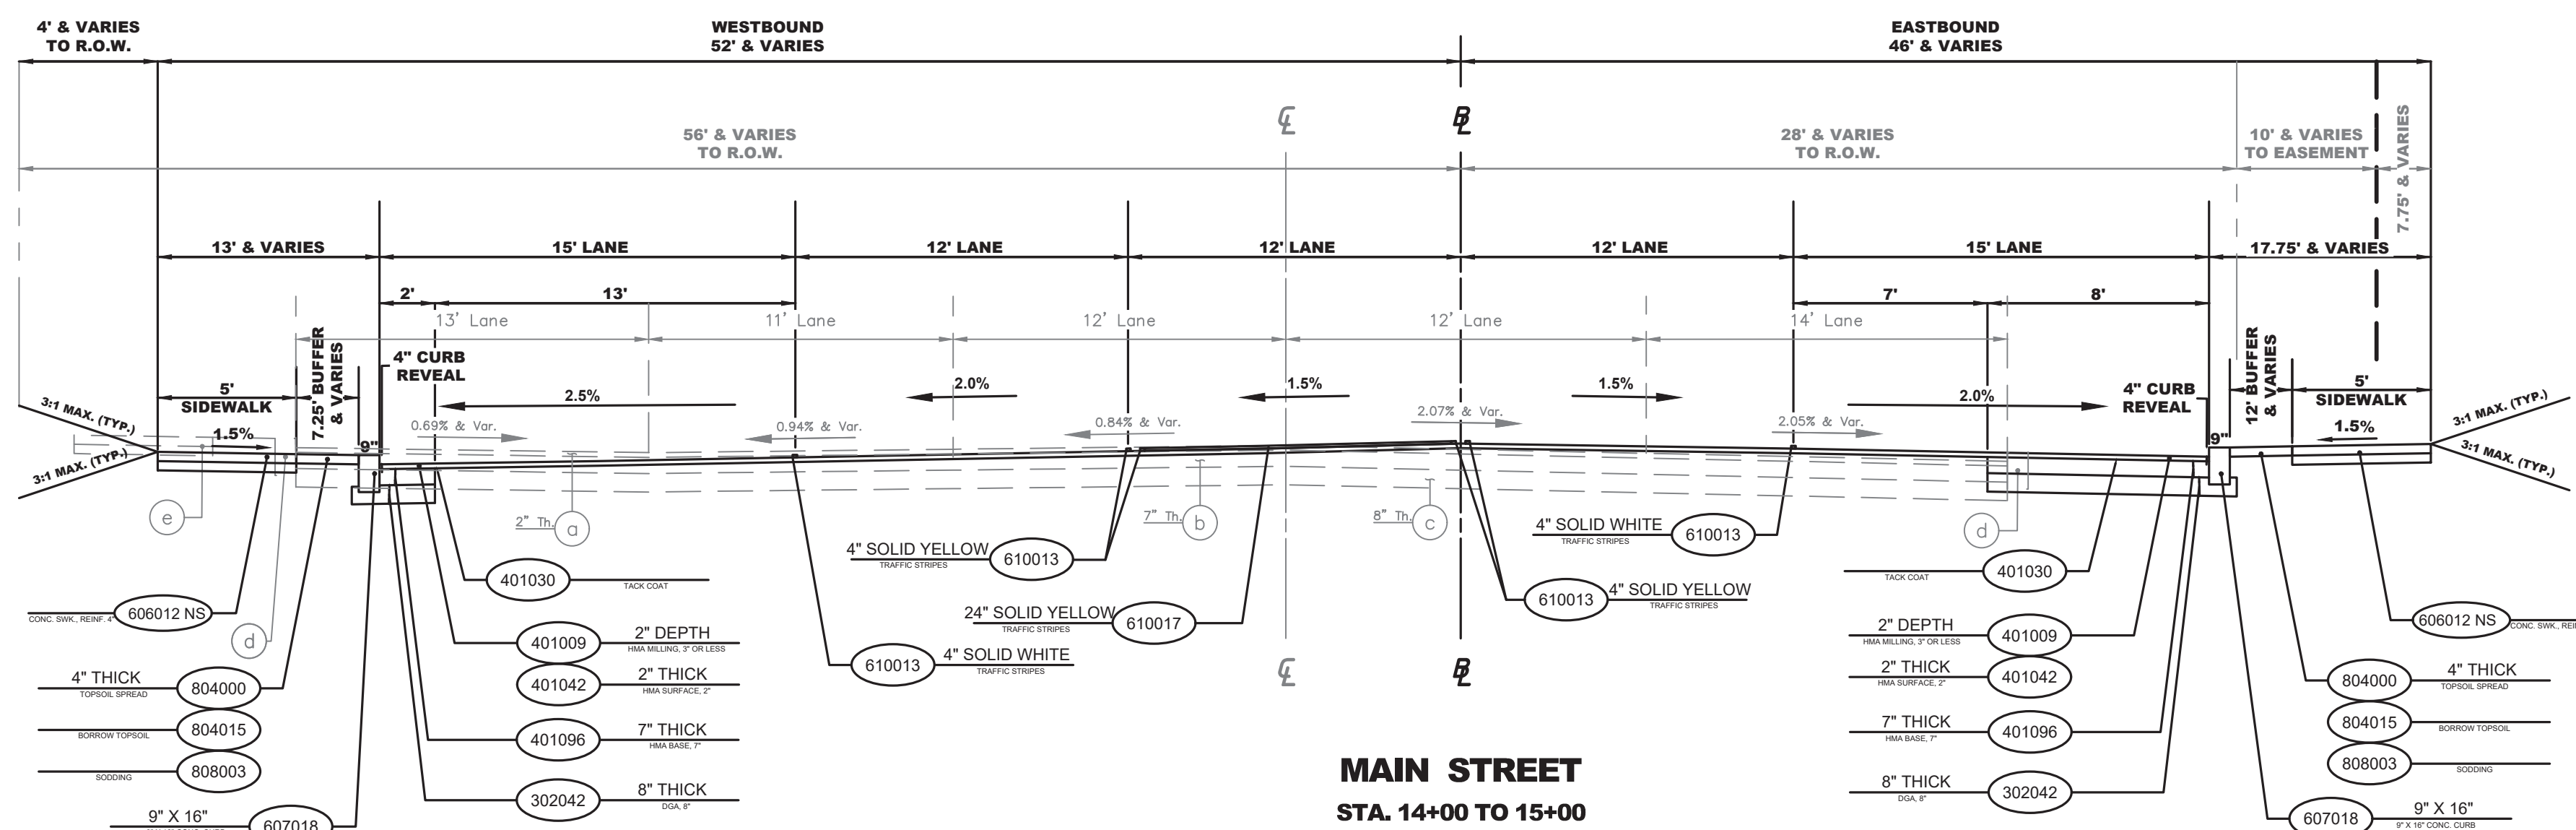 4' & VARIES
TO R.O.W.
WESTBOUND
52' & VARIES
EASTBOUND
46' & VARIES
℄
BL
56' & VARIES
TO R.O.W.
28' & VARIES
TO R.O.W.
10' & VARIES
TO EASEMENT
7.75' & VARIES
13' & VARIES
15' LANE
12' LANE
12' LANE
12' LANE
15' LANE
17.75' & VARIES
2'
13'
7'
8'
13' Lane
11' Lane
12' Lane
12' Lane
14' Lane
7.25' BUFFER
& VARIES
4" CURB
REVEAL
12' BUFFER
& VARIES
4" CURB
REVEAL
5'
SIDEWALK
5'
SIDEWALK
2.5%
2.0%
1.5%
1.5%
2.0%
3:1 MAX. (TYP.)
3:1 MAX. (TYP.)
1.5%
9"
0.69% & Var.
0.94% & Var.
0.84% & Var.
2.07% & Var.
2.05% & Var.
9"
1.5%
3:1 MAX. (TYP.)
3:1 MAX. (TYP.)
e
2" Th.
a
7" Th.
b
8" Th.
c
d
d
4" SOLID WHITE
TRAFFIC STRIPES
610013
4" SOLID YELLOW
TRAFFIC STRIPES
610013
401030
TACK COAT
TACK COAT
401030
610013
4" SOLID YELLOW
TRAFFIC STRIPES
CONC. SWK., REINF. 4"
606012 NS
24" SOLID YELLOW
TRAFFIC STRIPES
610017
606012 NS
CONC. SWK., REI
401009
2" DEPTH
HMA MILLING, 3" OR LESS
610013
4" SOLID WHITE
TRAFFIC STRIPES
℄
BL
2" DEPTH
HMA MILLING, 3" OR LESS
401009
401042
2" THICK
HMA SURFACE, 2"
2" THICK
HMA SURFACE, 2"
401042
4" THICK
TOPSOIL SPREAD
804000
804000
4" THICK
TOPSOIL SPREAD
BORROW TOPSOIL
804015
804015
BORROW TOPSOIL
401096
7" THICK
HMA BASE, 7"
7" THICK
HMA BASE, 7"
401096
SODDING
808003
808003
SODDING
302042
8" THICK
DGA, 8"
8" THICK
DGA, 8"
302042
MAIN STREET
STA. 14+00 TO 15+00
9" X 16"
607018
607018
9" X 16"
9" X 16" CONC. CURB